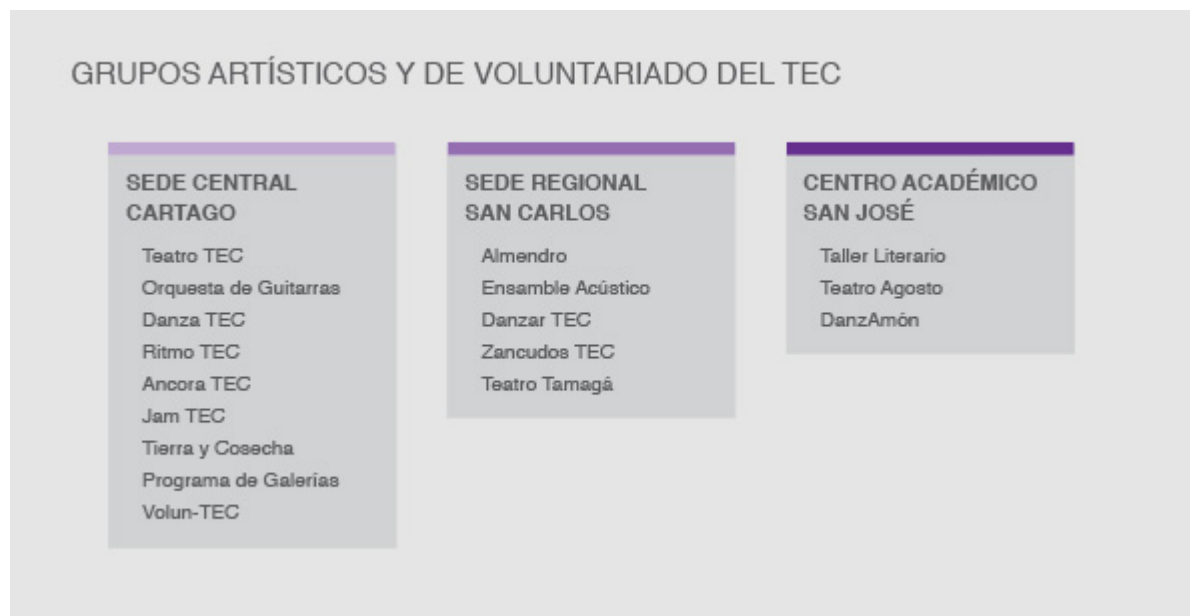 GRUPOS ARTÍSTICOS Y DE VOLUNTARIADO DEL TEC
SEDE CENTRAL
CARTAGO
Teatro TEC
Orquesta de Guitarras
Danza TEC
Ritmo TEC
Ancora TEC
Jam TEC
Tierra y Cosecha
Programa de Galerías
Volun-TEC
SEDE REGIONAL
SAN CARLOS
Almendro
Ensamble Acústico
Danzar TEC
Zancudos TEC
Teatro Tamagá
CENTRO ACADÉMICO
SAN JOSÉ
Taller Literario
Teatro Agosto
DanzAmón